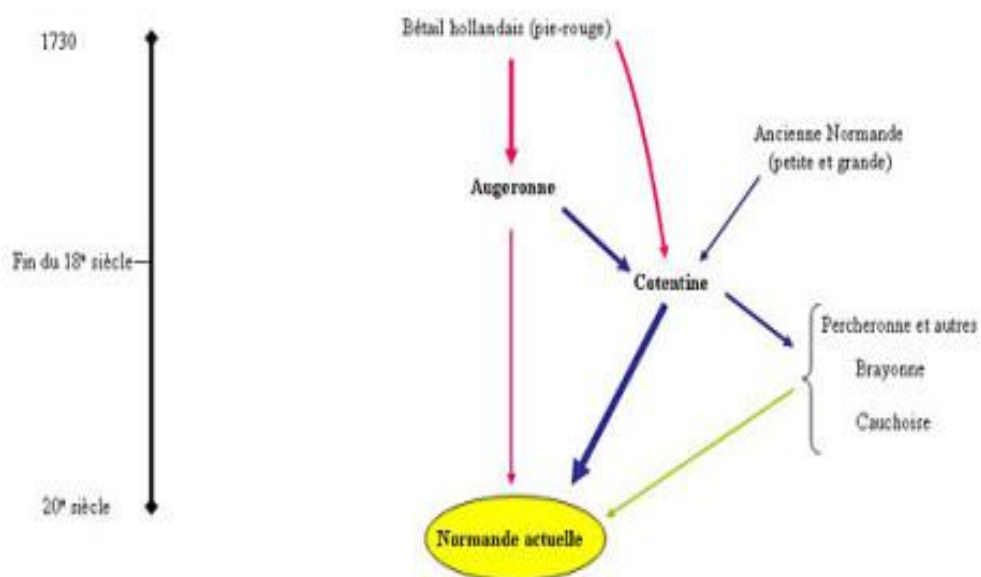 1730
Bétail hollandais (pie-rouge)
Ancienne Normande
(petite et grande)
Augeronne
Fin du 18e siècle
Cotentine
Percheronne et autres
Brayonne
Cauchoise
20e siècle
Normande actuelle